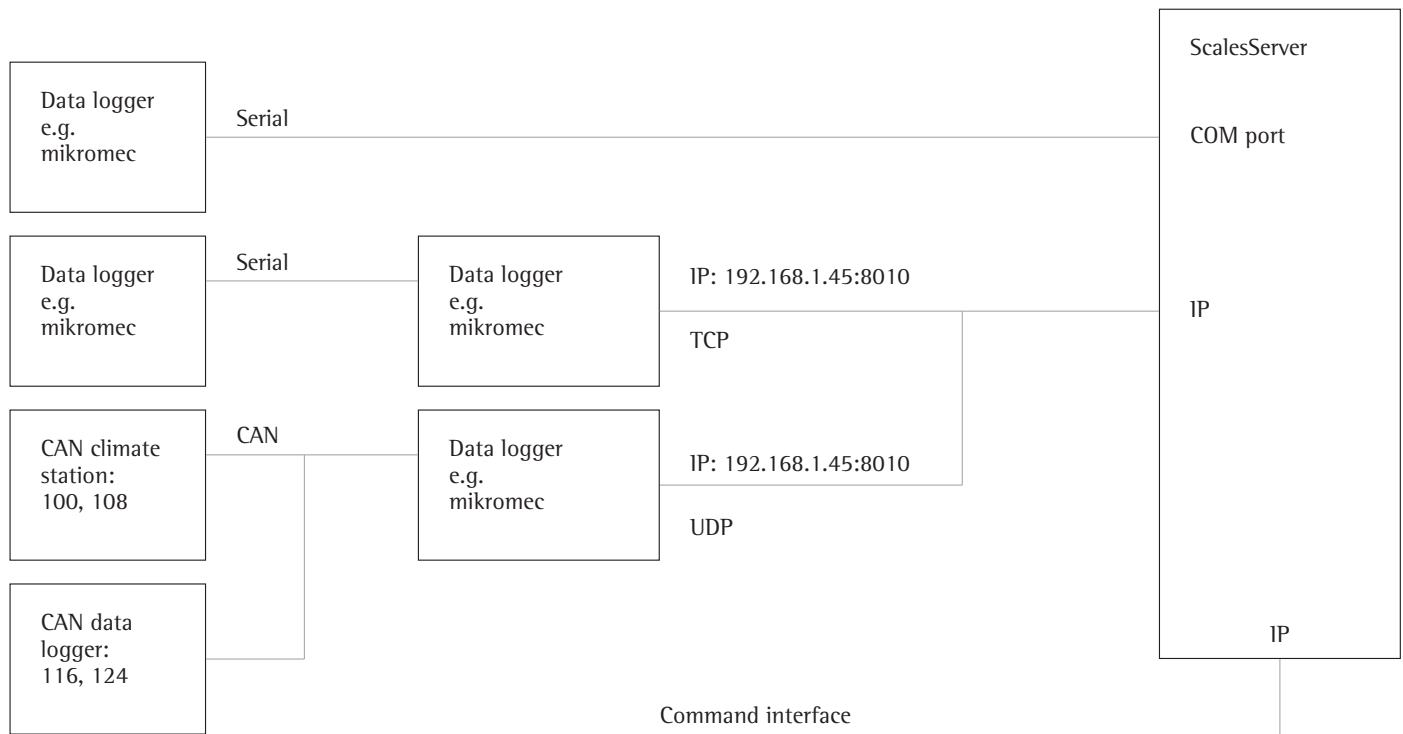 ScalesServer
Data logger
e.g.
mikromec
Serial
COM port
Data logger
e.g.
mikromec
Serial
Data logger
e.g.
mikromec
IP: 192.168.1.45:8010
TCP
IP
CAN climate
station:
100, 108
CAN
Data logger
e.g.
mikromec
IP: 192.168.1.45:8010
UDP
CAN data
logger:
116, 124
IP
Command interface